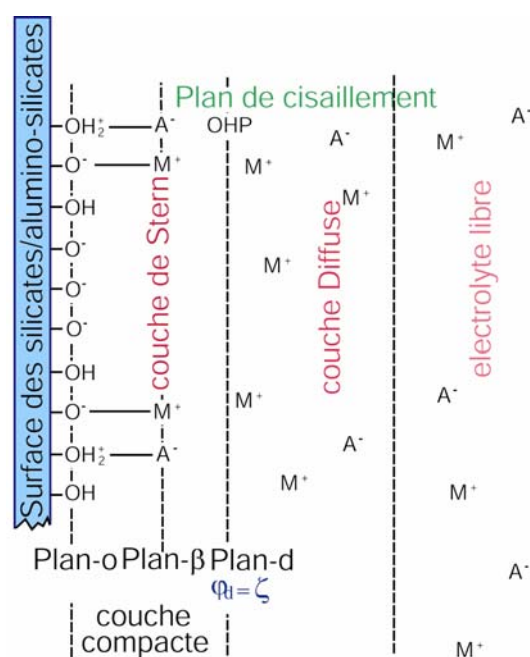 Surface des silicates/alumino-silicates
Plan de cisaillement
OH₂⁺ A⁻ OHP A⁻ A⁻
O⁻ M⁺ M⁺ M⁺
OH M⁺
O⁻ M⁺
O⁻
O⁻
OH
O⁻ M⁺ M⁺ A⁻
OH₂⁺ A⁻ A⁻
OH M⁺ M⁺
couche de Stern
couche Diffuse
electrolyte libre
Plan-o Plan-β Plan-d
φd = ζ
A⁻
couche
compacte
M⁺